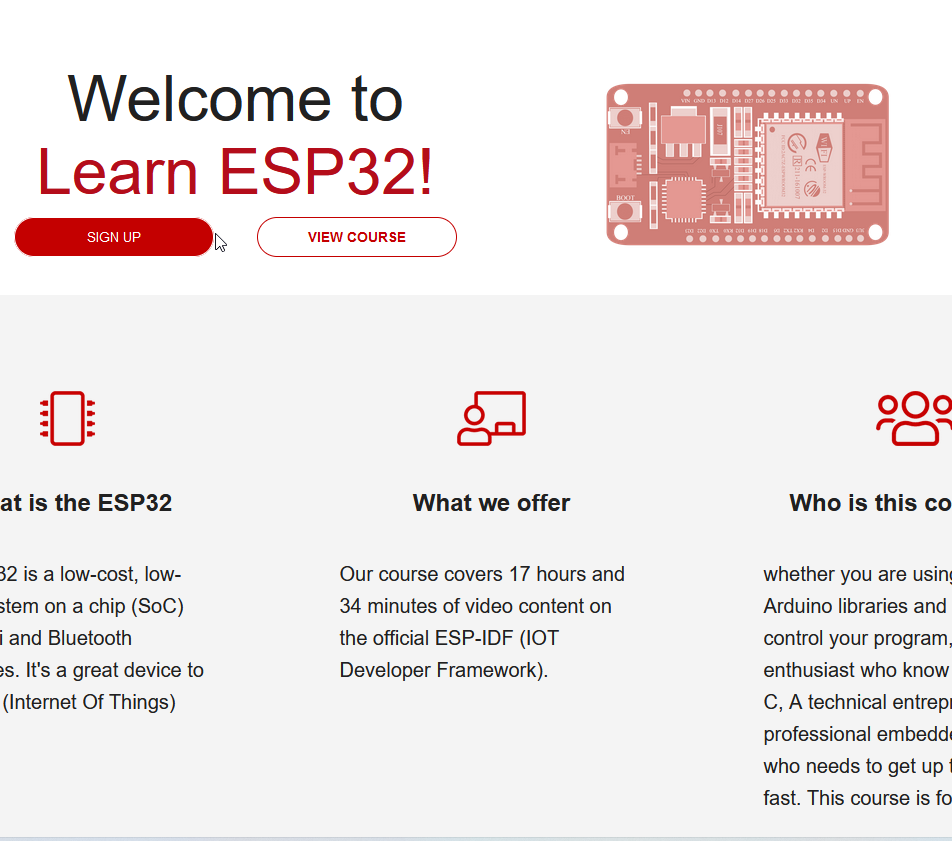 Welcome to
Learn ESP32!
SIGN UP
VIEW COURSE
EN
BOOT
at is the ESP32
What we offer
Who is this co
32 is a low-cost, low-
stem on a chip (SoC)
i and Bluetooth
es. It's a great device to
(Internet Of Things)
Our course covers 17 hours and
34 minutes of video content on
the official ESP-IDF (IOT
Developer Framework).
whether you are using
Arduino libraries and
control your program,
enthusiast who know
C, A technical entrepr
professional embedde
who needs to get up t
fast. This course is fo